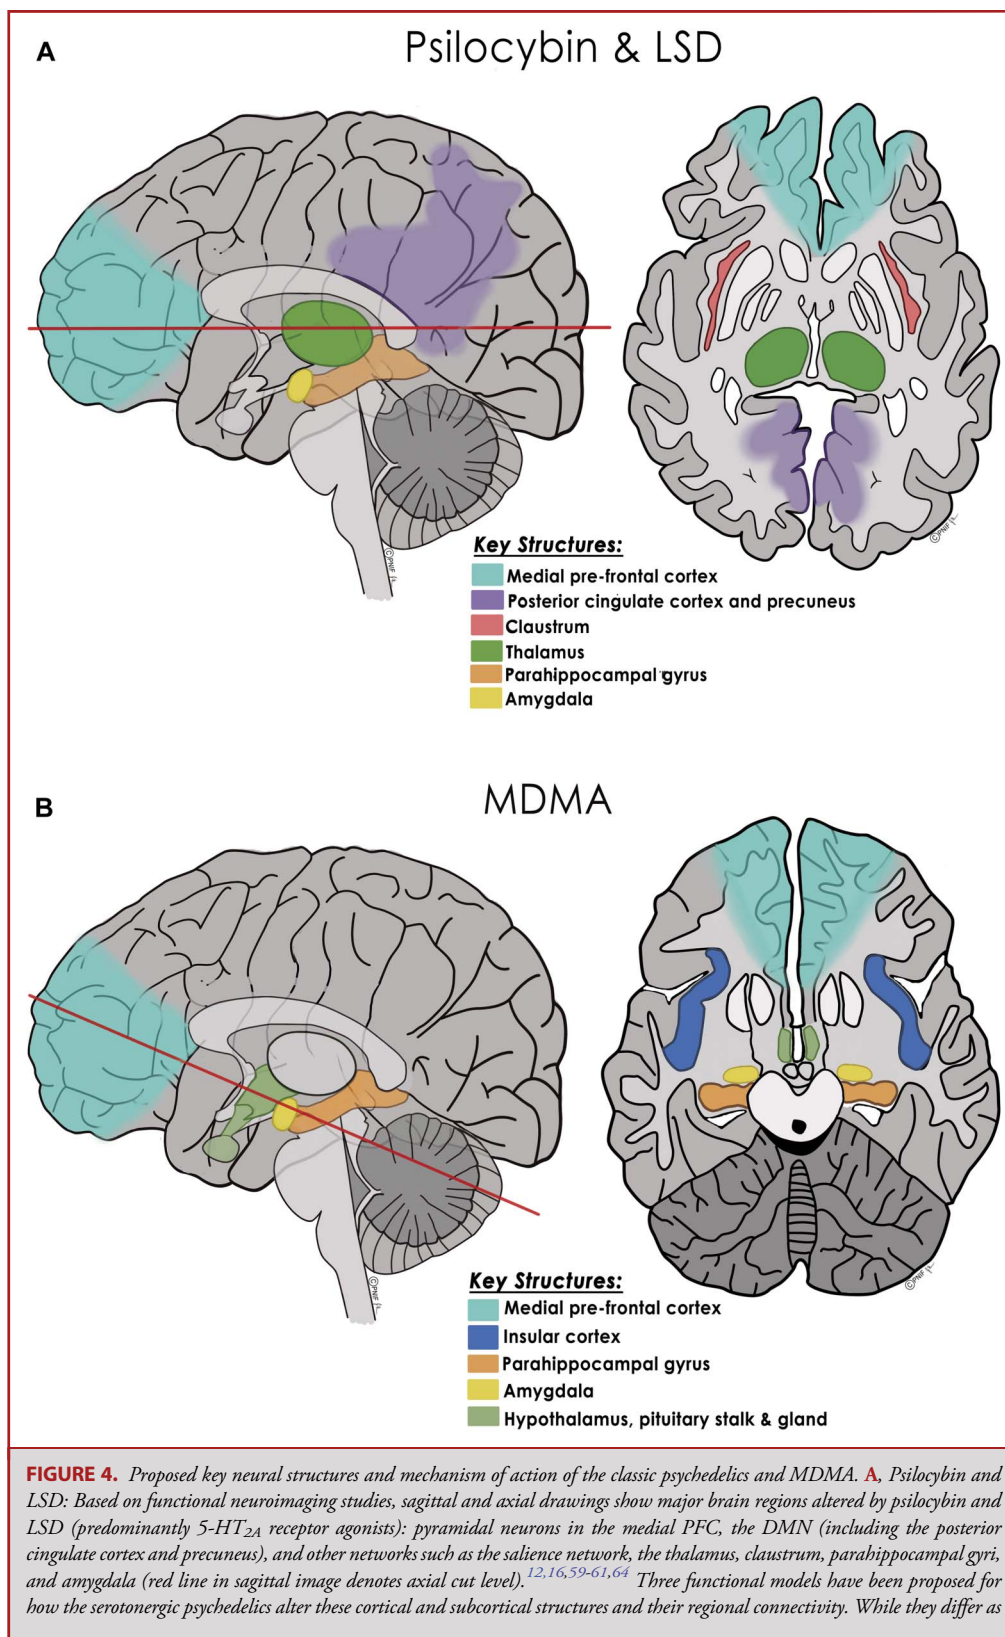 A
Psilocybin & LSD
©PNIF
©PNIF
Key Structures:
Medial pre-frontal cortex
Posterior cingulate cortex and precuneus
Claustrum
Thalamus
Parahippocampal gyrus
Amygdala
B
MDMA
©PNIF
©PNIF
Key Structures:
Medial pre-frontal cortex
Insular cortex
Parahippocampal gyrus
Amygdala
Hypothalamus, pituitary stalk & gland
FIGURE 4. Proposed key neural structures and mechanism of action of the classic psychedelics and MDMA. A, Psilocybin and
LSD: Based on functional neuroimaging studies, sagittal and axial drawings show major brain regions altered by psilocybin and
LSD (predominantly 5-HT2A receptor agonists): pyramidal neurons in the medial PFC, the DMN (including the posterior
cingulate cortex and precuneus), and other networks such as the salience network, the thalamus, claustrum, parahippocampal gyri,
and amygdala (red line in sagittal image denotes axial cut level).12,16,59-61,64 Three functional models have been proposed for
how the serotonergic psychedelics alter these cortical and subcortical structures and their regional connectivity. While they differ as